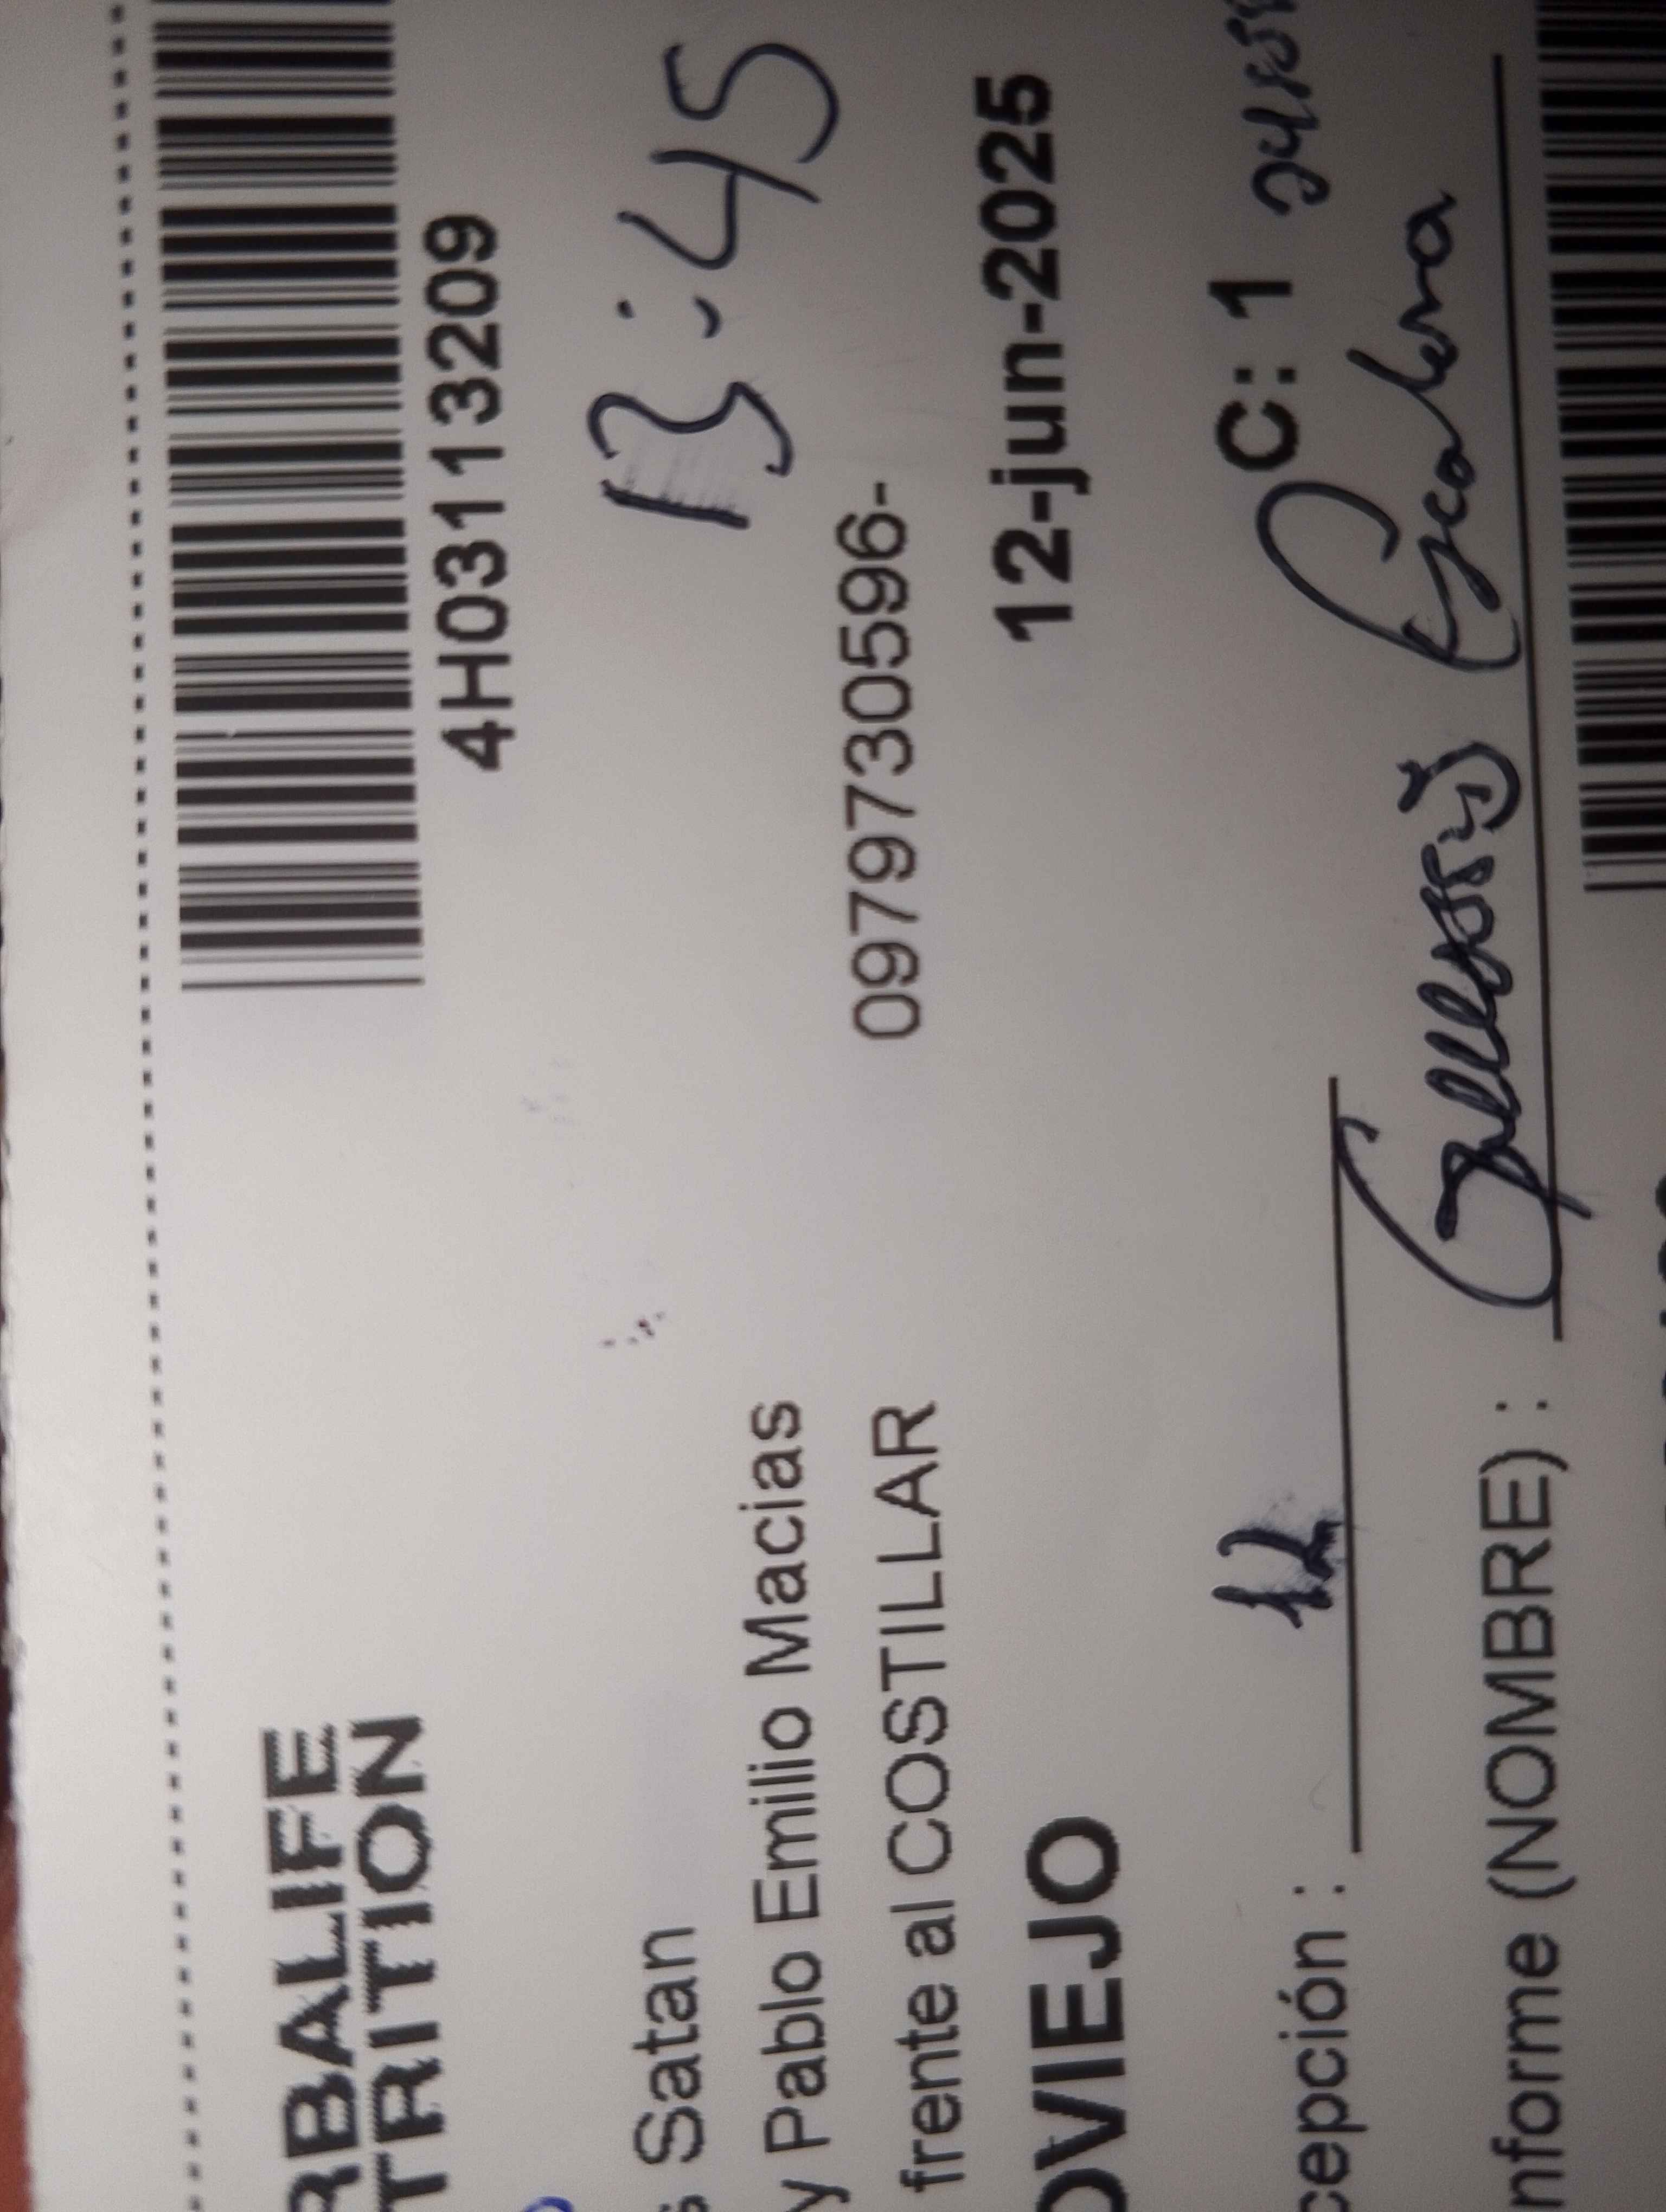 RBALIFE
TRITION
4H03113209
13:45
Satan
y Pablo Emilio Macias
0979730596-
frente al COSTILLAR
12-jun-2025
OVIEJO
C: 1
cepción : 12
nforme (NOMBRE) :